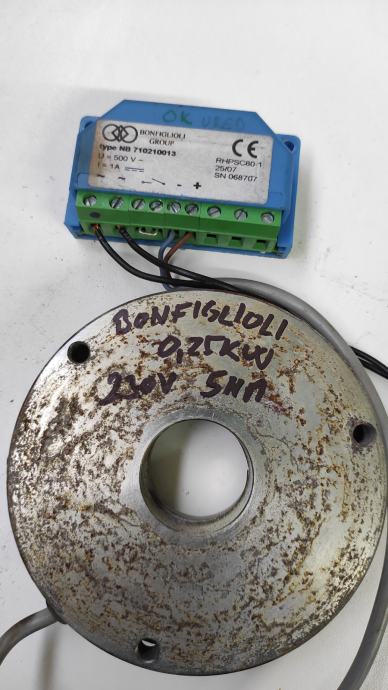 OK USED
BONFIGLIOLI
GROUP
type NB 710210013
U = 500 V ~
I = 1A
CE
RHPSC80-1
25/07
SN 068707
~ ~ - +
BONFIGLIOLI
0,25KW
230V 5NM